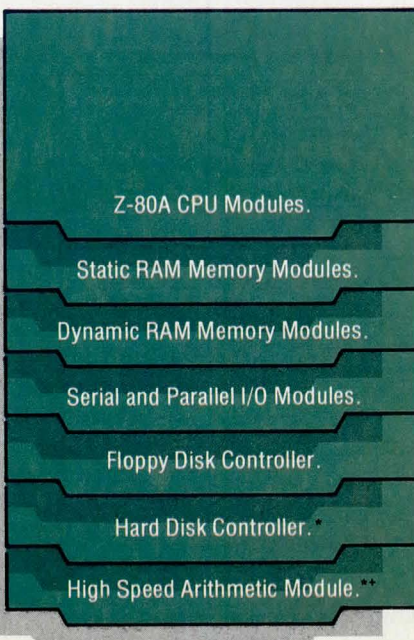 Z-80A CPU Modules.
Static RAM Memory Modules.
Dynamic RAM Memory Modules.
Serial and Parallel I/O Modules.
Floppy Disk Controller.
Hard Disk Controller.*
High Speed Arithmetic Module.*+